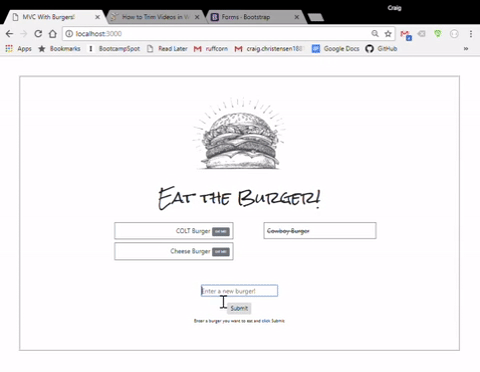 Craig
MVC With Burgers!
How to Trim Videos in
Forms - Bootstrap
localhost:3000
Apps
Bookmarks
BootcampSpot
Read Later
ruffcorn
craig.christensen188
Google Docs
GitHub
EAT THE BURGER!
COLT Burger
EAT ME!
Cowboy Burger
Cheese Burger
EAT ME!
Enter a new burger!
Submit
Enter a burger you want to eat and click Submit